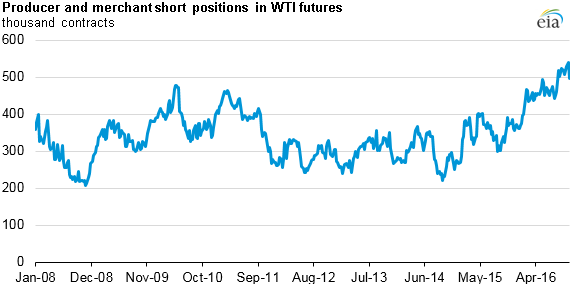 Producer and merchant short positions in WTI futures
thousand contracts
eia
600
500
400
300
200
100
0
Jan-08 Dec-08 Nov-09 Oct-10 Sep-11 Aug-12 Jul-13 Jun-14 May-15 Apr-16